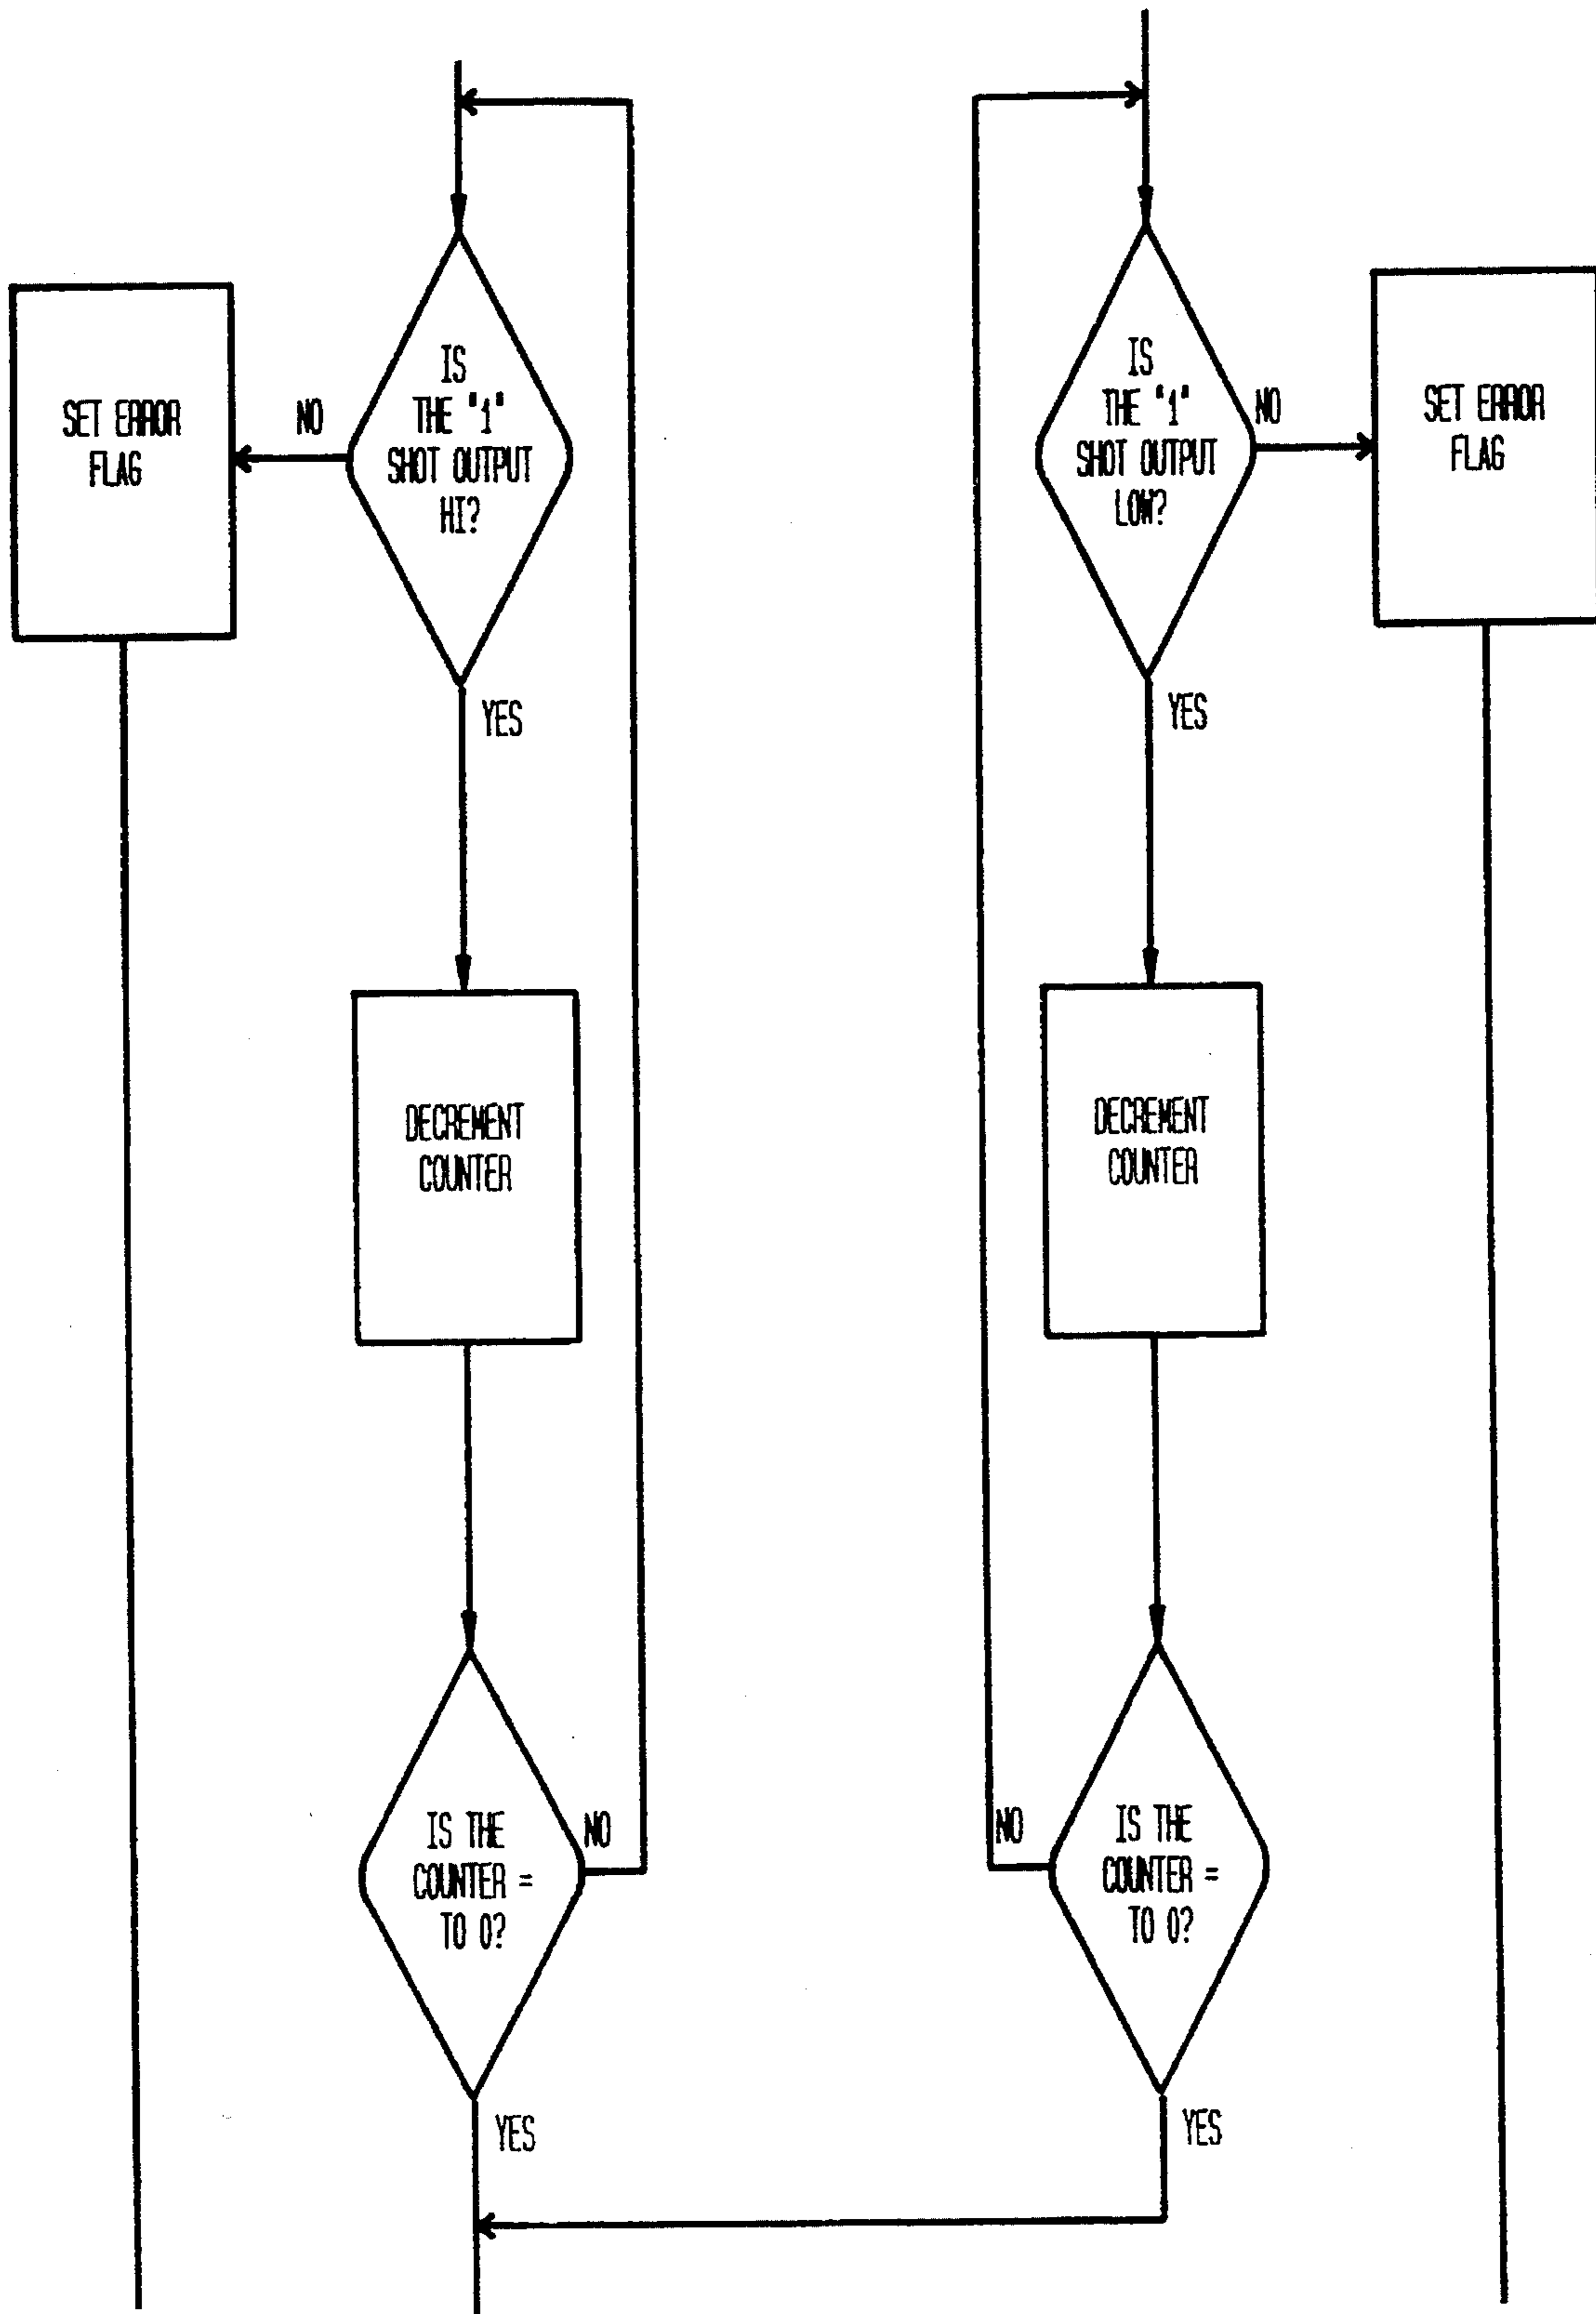 IS
THE "1"
SHOT OUTPUT
HI?
NO
SET ERROR
FLAG
YES
DECREMENT
COUNTER
IS THE
COUNTER =
TO 0?
NO
YES
IS
THE "1"
SHOT OUTPUT
LOW?
NO
SET ERROR
FLAG
YES
DECREMENT
COUNTER
IS THE
COUNTER =
TO 0?
NO
YES